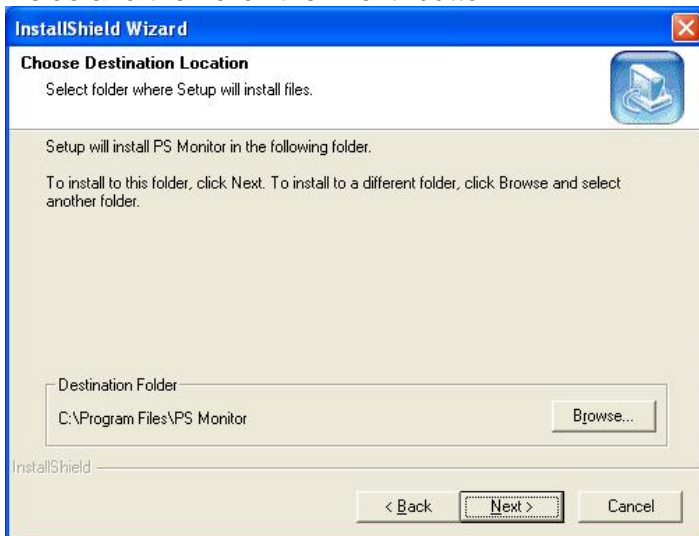 InstallShield Wizard
Choose Destination Location
Select folder where Setup will install files.
Setup will install PS Monitor in the following folder.
To install to this folder, click Next. To install to a different folder, click Browse and select
another folder.
Destination Folder
C:\Program Files\PS Monitor
Browse...
InstallShield
< Back
Next >
Cancel